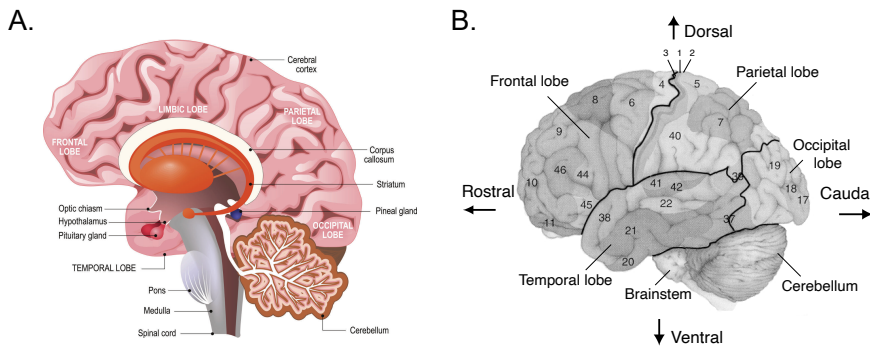 A.
Cerebral
cortex
LIMBIC LOBE
PARIETAL
LOBE
FRONTAL
LOBE
Corpus
callosum
Striatum
Optic chiasm
Hypothalamus
Pituitary gland
Pineal gland
OCCIPITAL
LOBE
TEMPORAL LOBE
Pons
Medulla
Spinal cord
Cerebellum
B.
Dorsal
3 1 2
Frontal lobe
Parietal lobe
4 5
8 6
7
9
40
Occipital
lobe
19
46 44
10
41 42
39
18
17
Rostral
Cauda
45 38
22
11
37
21
20
Temporal lobe
Brainstem
Cerebellum
Ventral